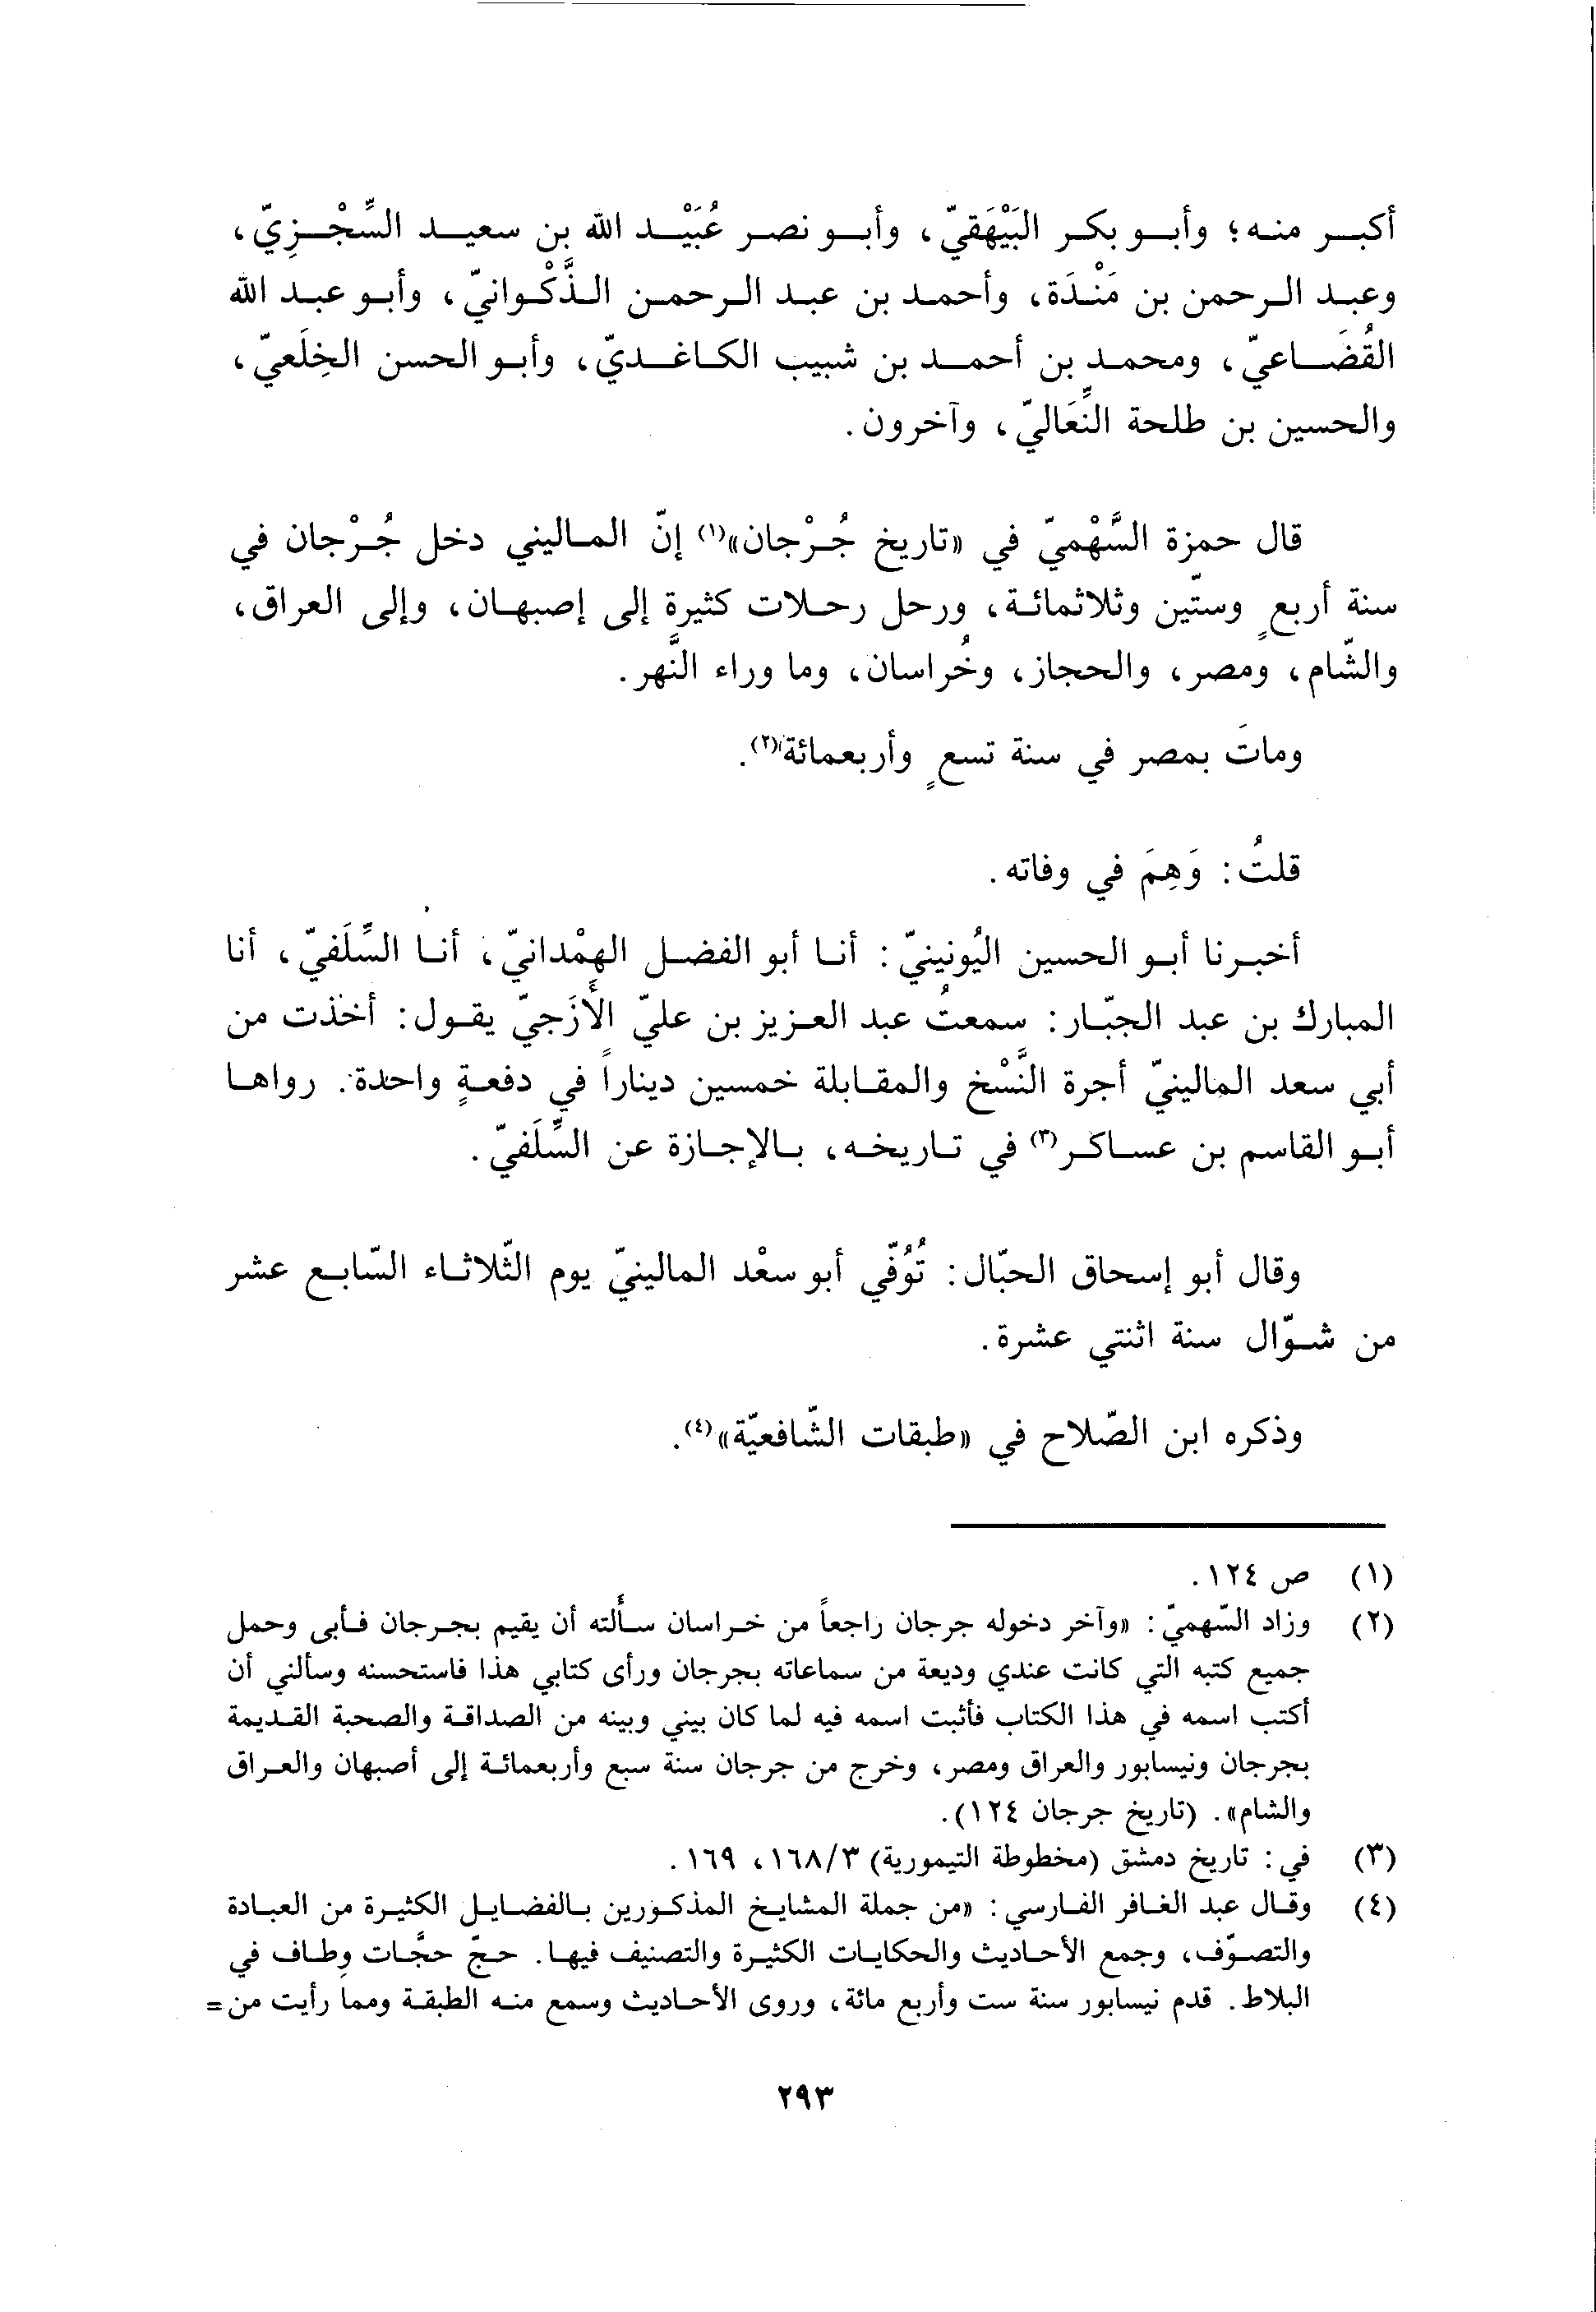 أكبر منه؛ وأبو بكر البَيْهَقيّ، وأبو نصر عُبَيْد الله بن سعيد السِّجْزِيّ،
وعبد الرحمن بن مَنْدَة، وأحمد بن عبد الرحمن الذَّكْوانيّ، وأبو عبد الله
القُضَاعيّ، ومحمد بن أحمد بن شبيب الكاغديّ، وأبو الحسن الخِلَعيّ،
والحسين بن طلحة النِّعَاليّ، وآخرون.
قال حمزة السَّهْميّ في «تاريخ جُرْجان»(١) إنّ الماليني دخل جُرْجان في
سنة أربعٍ وستّين وثلاثمائة، ورحل رحلات كثيرة إلى إصبهان، وإلى العراق،
والشّام، ومصر، والحجاز، وخُراسان، وما وراء النَّهر.
وماتَ بمصر في سنة تسعٍ وأربعمائة(٢).
قلتُ: وَهِمَ في وفاته.
أخبرنا أبو الحسين اليُونينيّ: أنا أبو الفضل الهمْدانيّ، أنا السِّلَفيّ، أنا
المبارك بن عبد الجبّار: سمعتُ عبد العزيز بن عليّ الأَزَجيّ يقول: أخذت من
أبي سعد المالينيّ أجرة النَّسْخ والمقابلة خمسين ديناراً في دفعةٍ واحدة. رواها
أبو القاسم بن عساكر(٣) في تاريخه، بالإجازة عن السِّلَفيّ.
وقال أبو إسحاق الحبّال: تُوُفّي أبو سعْد المالينيّ يوم الثّلاثاء السّابع عشر
من شوّال سنة اثنتي عشرة.
وذكره ابن الصّلاح في «طبقات الشّافعيّة»(٤).
(١) ص ١٢٤.
(٢) وزاد السّهميّ: «وآخر دخوله جرجان راجعاً من خراسان سألته أن يقيم بجرجان فأبى وحمل
جميع كتبه التي كانت عندي وديعة من سماعاته بجرجان ورأى كتابي هذا فاستحسنه وسألني أن
أكتب اسمه في هذا الكتاب فأثبت اسمه فيه لما كان بيني وبينه من الصداقة والصحبة القديمة
بجرجان ونيسابور والعراق ومصر، وخرج من جرجان سنة سبع وأربعمائة إلى أصبهان والعراق
والشام». (تاريخ جرجان ١٢٤).
(٣) في: تاريخ دمشق (مخطوطة التيمورية) ١٦٨/٣، ١٦٩.
(٤) وقال عبد الغافر الفارسي: «من جملة المشايخ المذكورين بالفضايل الكثيرة من العبادة
والتصوّف، وجمع الأحاديث والحكايات الكثيرة والتصنيف فيها. حجّ حجَّات وطاف في
البلاط. قدم نيسابور سنة ست وأربع مائة، وروى الأحاديث وسمع منه الطبقة ومما رأيت من=
٢٩٣